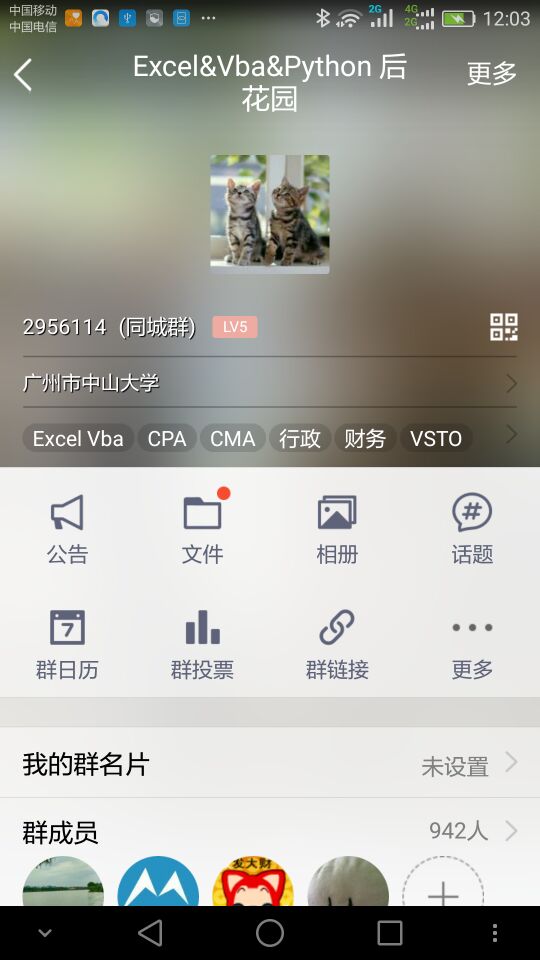 中国移动
中国电信
2G
4G
2G
12:03
Excel&Vba&Python 后
花园
更多
2956114 (同城群) LV5
广州市中山大学
Excel Vba CPA CMA 行政 财务 VSTO
公告 文件 相册 话题
7
群日历 群投票 群链接 更多
我的群名片 未设置
群成员 942人
发大财